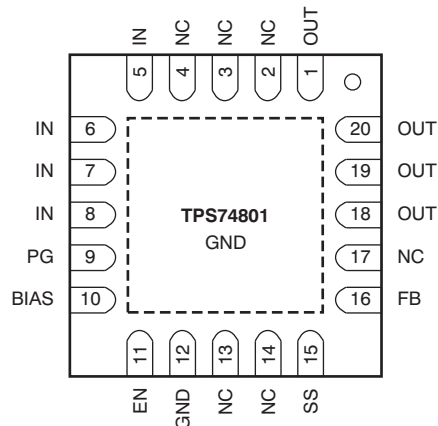 IN NC NC NC OUT
5 4 3 2 1
IN 6 20 OUT
IN 7 19 OUT
IN 8 18 OUT
PG 9 17 NC
BIAS 10 16 FB
TPS74801
GND
11 12 13 14 15
EN GND NC NC SS